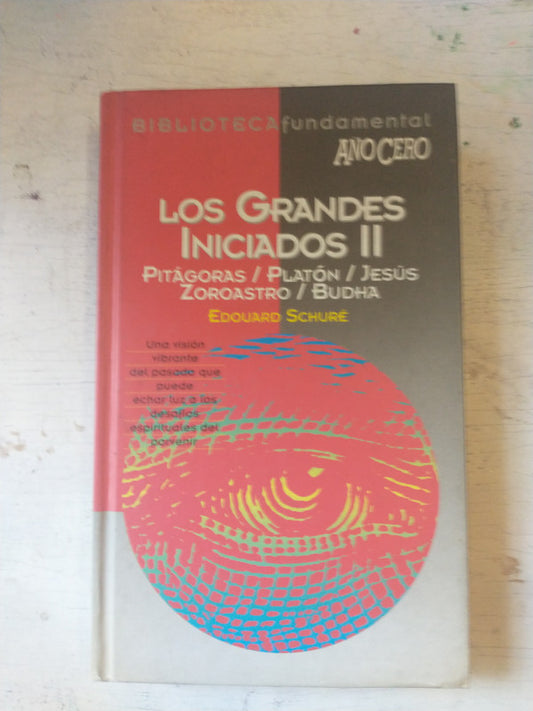 BIBLIOTECA fundamental
AÑO CERO
LOS GRANDES
INICIADOS II
PITÁGORAS / PLATÓN / JESÚS
ZOROASTRO / BUDHA
EDOUARD SCHURÉ
Una visión
vibrante
del pasado que
puede
echar luz a los
desafíos
espirituales del
porvenir